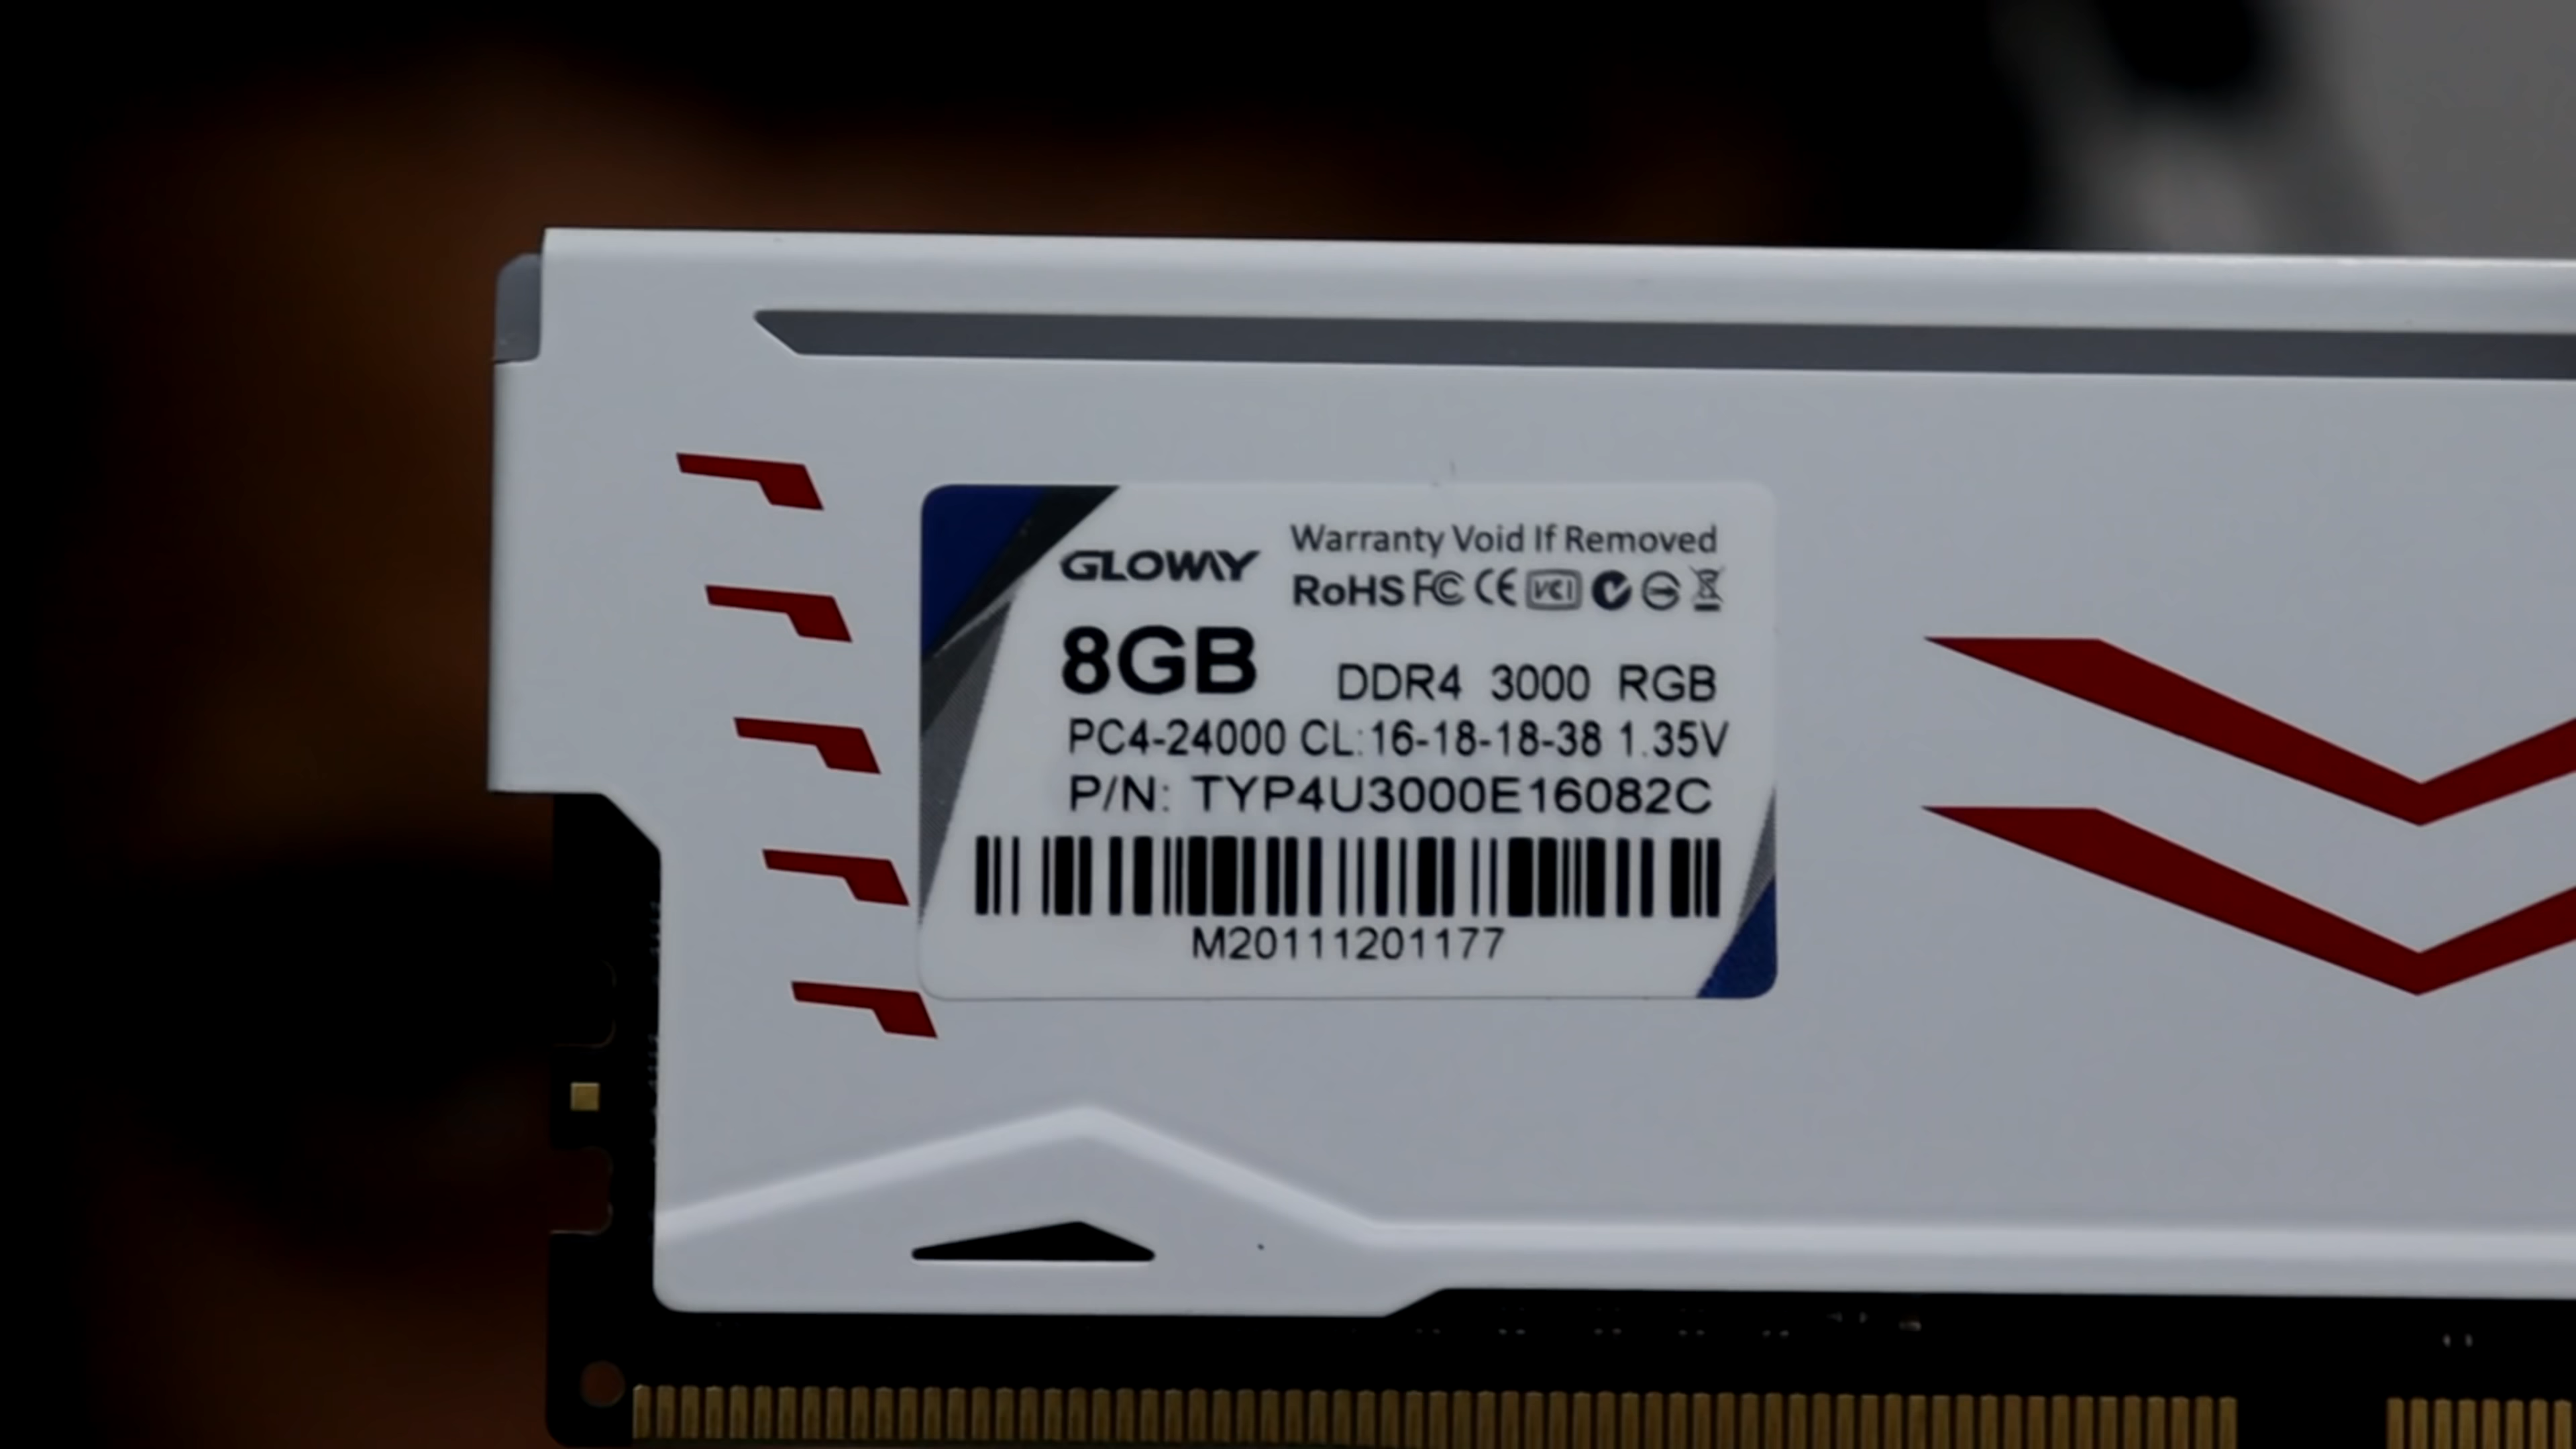 GLOWAY
Warranty Void If Removed
RoHS FC CE VCI
8GB DDR4 3000 RGB
PC4-24000 CL:16-18-18-38 1.35V
P/N: TYP4U3000E16082C
M20111201177